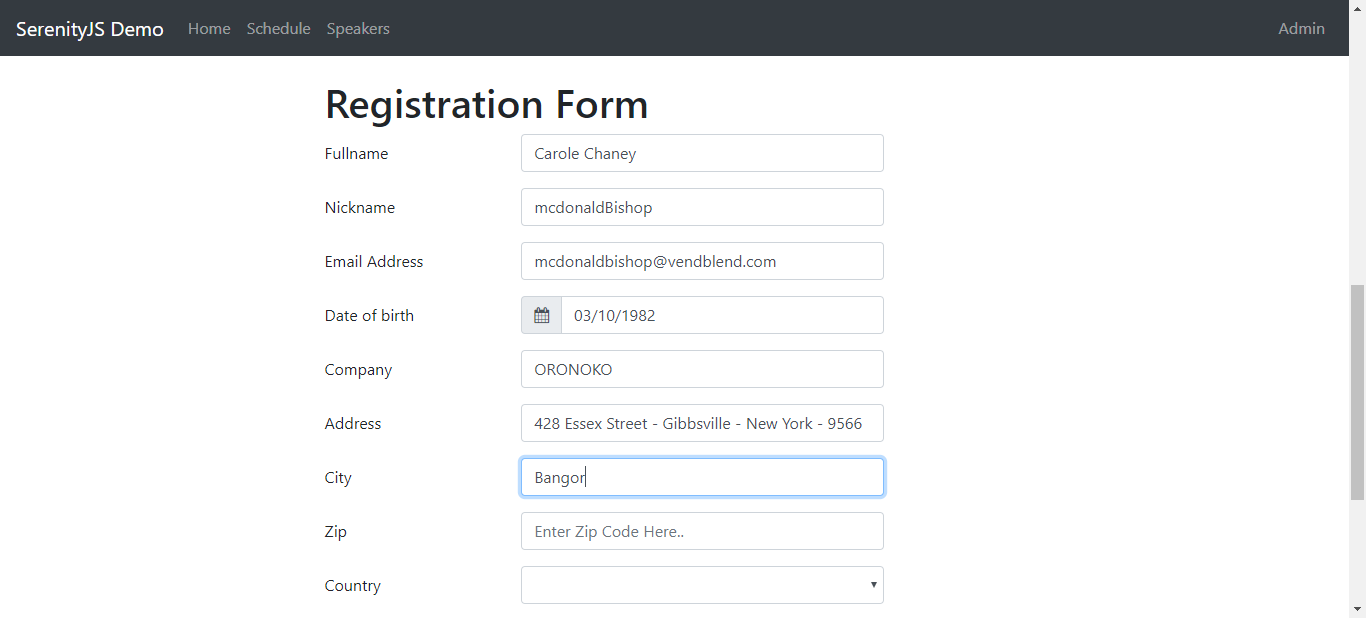 SerenityJS Demo Home Schedule Speakers Admin
Registration Form
Fullname Carole Chaney
Nickname mcdonaldBishop
Email Address mcdonaldbishop@vendblend.com
Date of birth 03/10/1982
Company ORONOKO
Address 428 Essex Street - Gibbsville - New York - 9566
City Bangor
Zip Enter Zip Code Here..
Country